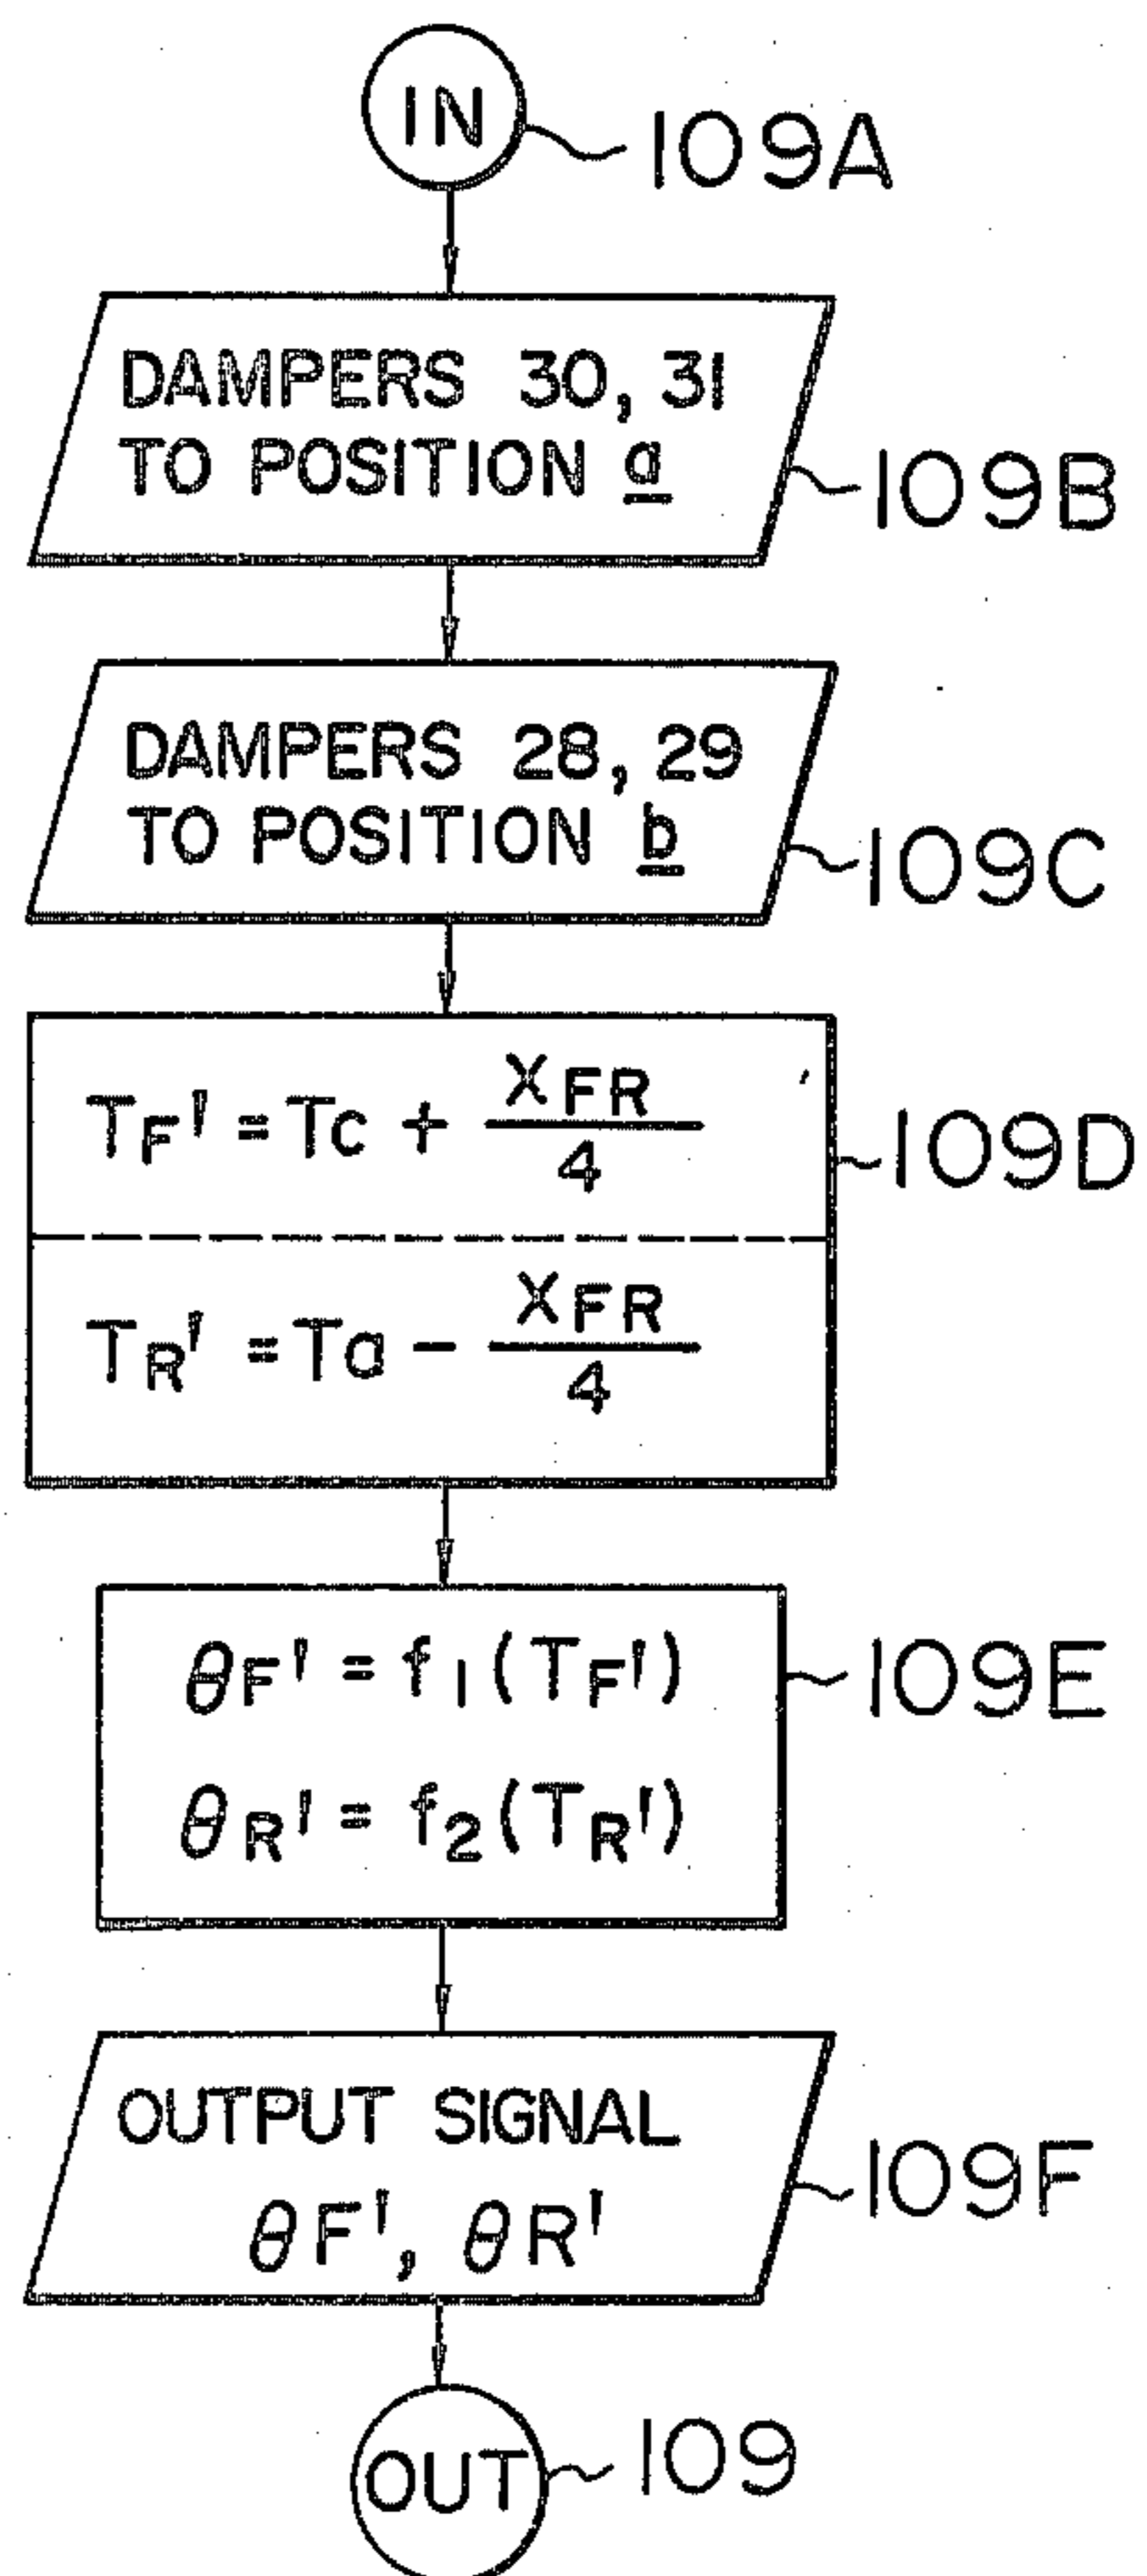 IN
109A
DAMPERS 30, 31
TO POSITION a
109B
DAMPERS 28, 29
TO POSITION b
109C
TF' = Tc + XFR/4
109D
TR' = Ta - XFR/4
θF' = f1(TF')
109E
θR' = f2(TR')
OUTPUT SIGNAL
109F
θF', θR'
OUT
109